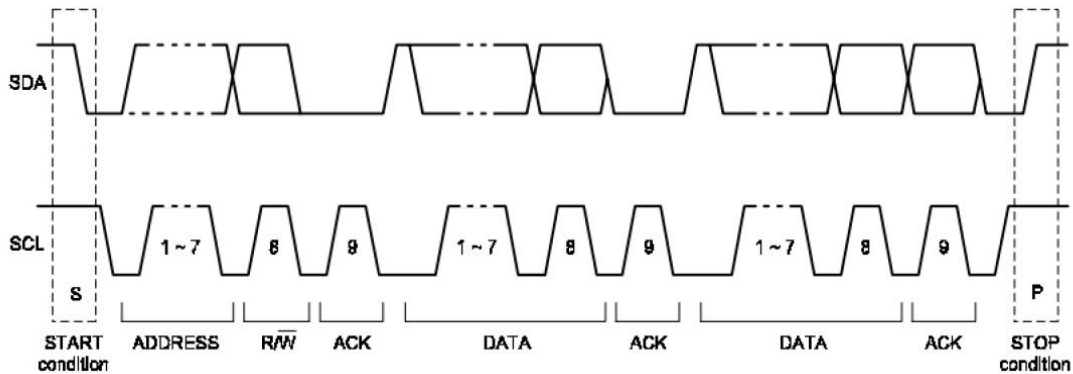 SDA
SCL
1 ~ 7 8 9 1 ~ 7 8 9 1 ~ 7 8 9
S P
START condition ADDRESS R/W̅ ACK DATA ACK DATA ACK STOP condition